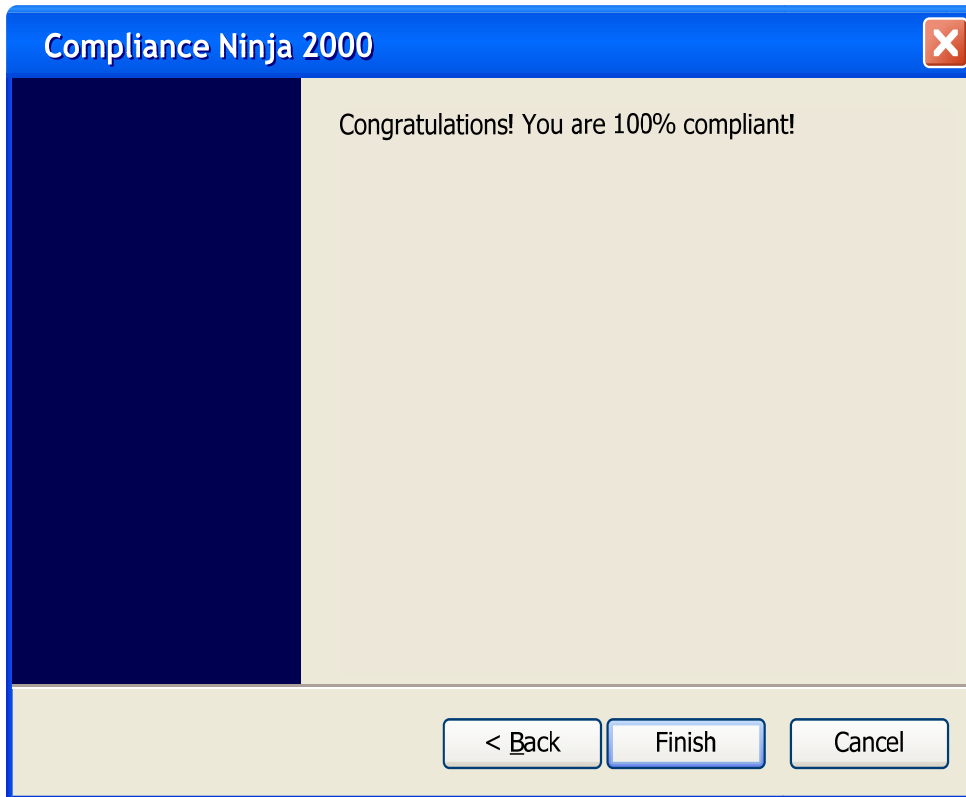 Compliance Ninja 2000
Congratulations! You are 100% compliant!
< Back
Finish
Cancel